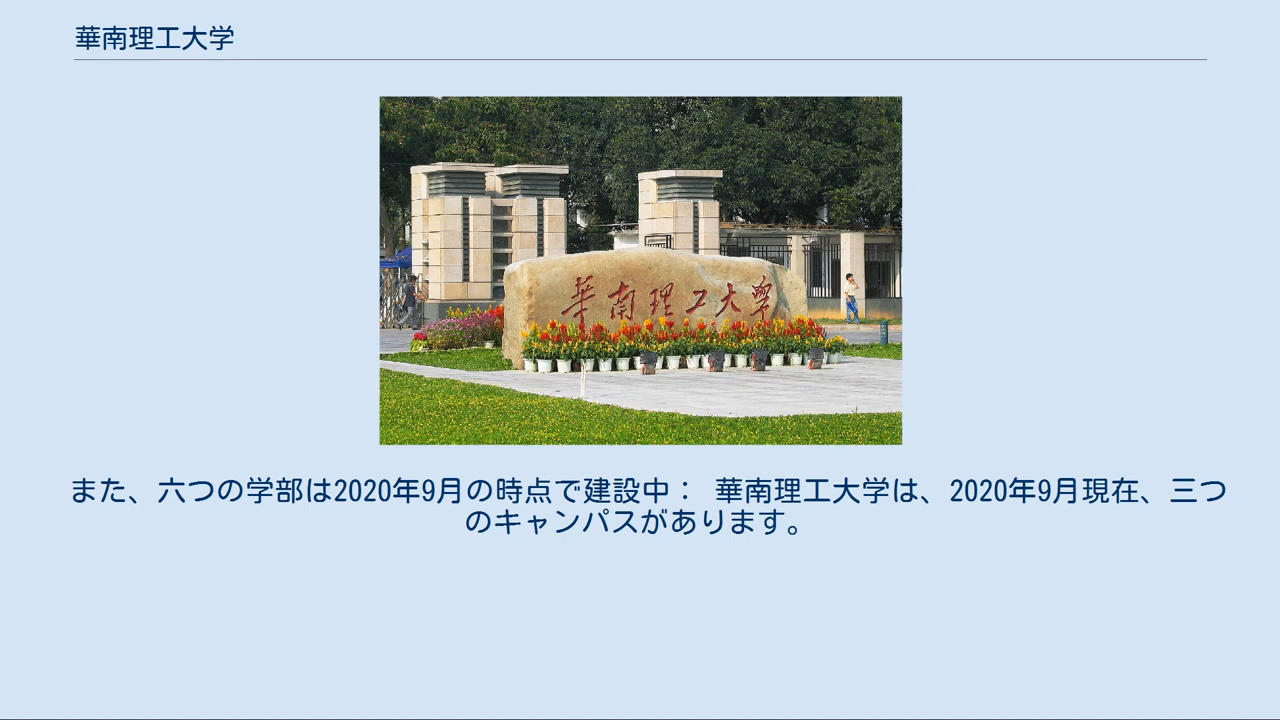 華南理工大学
華南理工大學
また、六つの学部は2020年9月の時点で建設中： 華南理工大学は、2020年9月現在、三つ
のキャンパスがあります。